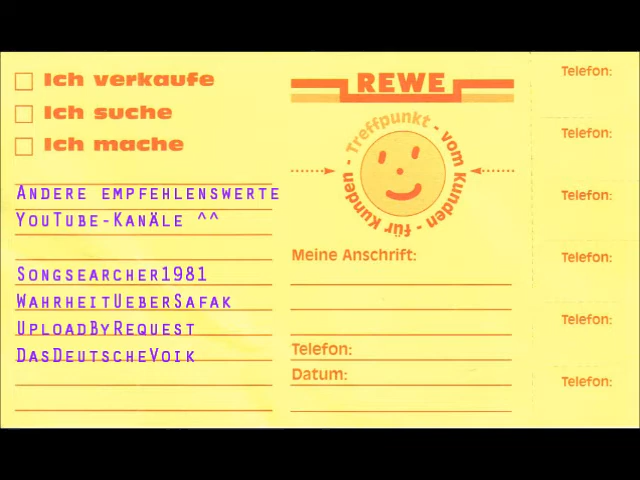 Ich verkaufe
Ich suche
Ich mache
Andere empfehlenswerte
YouTube-Kanäle ^^
Songsearcher1981
WahrheitUeberSafak
UploadByRequest
DasDeutscheVoik
REWE
Treffpunkt - vom Kunden - für Kunden -
Meine Anschrift:
Telefon:
Datum:
Telefon:
Telefon:
Telefon:
Telefon:
Telefon:
Telefon: